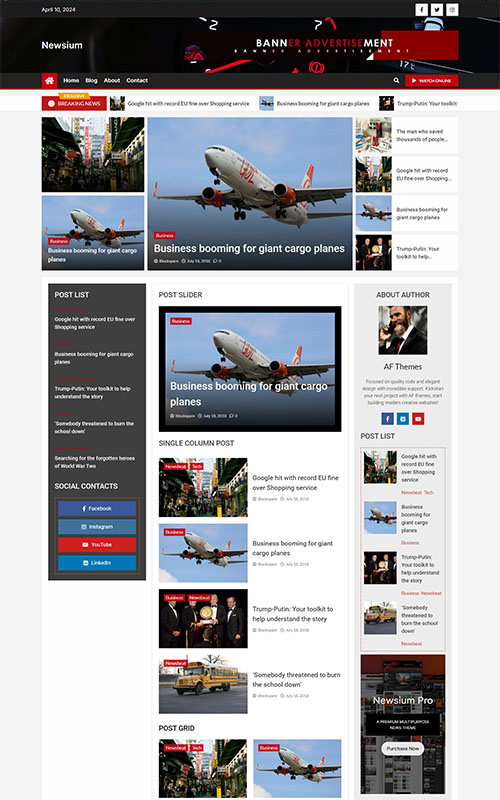 April 10, 2024
Newsium
BANNER ADVERTISEMENT
BANNER ADVERTISEMENT
Home Blog About Contact
WATCH ONLINE
EXCLUSIVE
BREAKING NEWS
Google hit with record EU fine over Shopping service
Business booming for giant cargo planes
Trump-Putin: Your toolkit
Business
Business booming for giant cargo
planes
Business
Business booming for giant cargo planes
Blockspare July 16, 2018 0
The man who saved
thousands of people...
Google hit with record
EU fine over Shopping...
Business booming for
giant cargo planes
Trump-Putin: Your
toolkit to help...
POST LIST
Google hit with record EU fine over
Shopping service
Business booming for giant cargo
planes
Trump-Putin: Your toolkit to help
understand the story
'Somebody threatened to burn the
school down'
Searching for the forgotten heroes
of World War Two
SOCIAL CONTACTS
Facebook
Instagram
YouTube
LinkedIn
POST SLIDER
Business
Business booming for giant cargo
planes
Blockspare July 16, 2018 0
SINGLE COLUMN POST
Newsbeat Tech
Google hit with record EU fine
over Shopping service
Blockspare July 16, 2018
Business
Business booming for giant
cargo planes
Blockspare July 16, 2018
Business Newsbeat
Trump-Putin: Your toolkit to
help understand the story
Blockspare July 16, 2018
Newsbeat
'Somebody threatened to burn
the school down'
Blockspare July 16, 2018
POST GRID
Newsbeat Tech
Business
ABOUT AUTHOR
AF Themes
Focused on quality code and elegant
design with incredible support. Kickstart
your next project with AF themes, start
building modern creative websites!
POST LIST
Google hit with
record EU fine over
Shopping service
Newsbeat Tech
Business
booming for giant
cargo planes
Business
Trump-Putin: Your
toolkit to help
understand the
story
Business Newsbeat
'Somebody
threatened to burn
the school down'
Newsbeat
Newsium Pro
A PREMIUM MULTIPURPOSE
NEWS THEME
Purchase Now